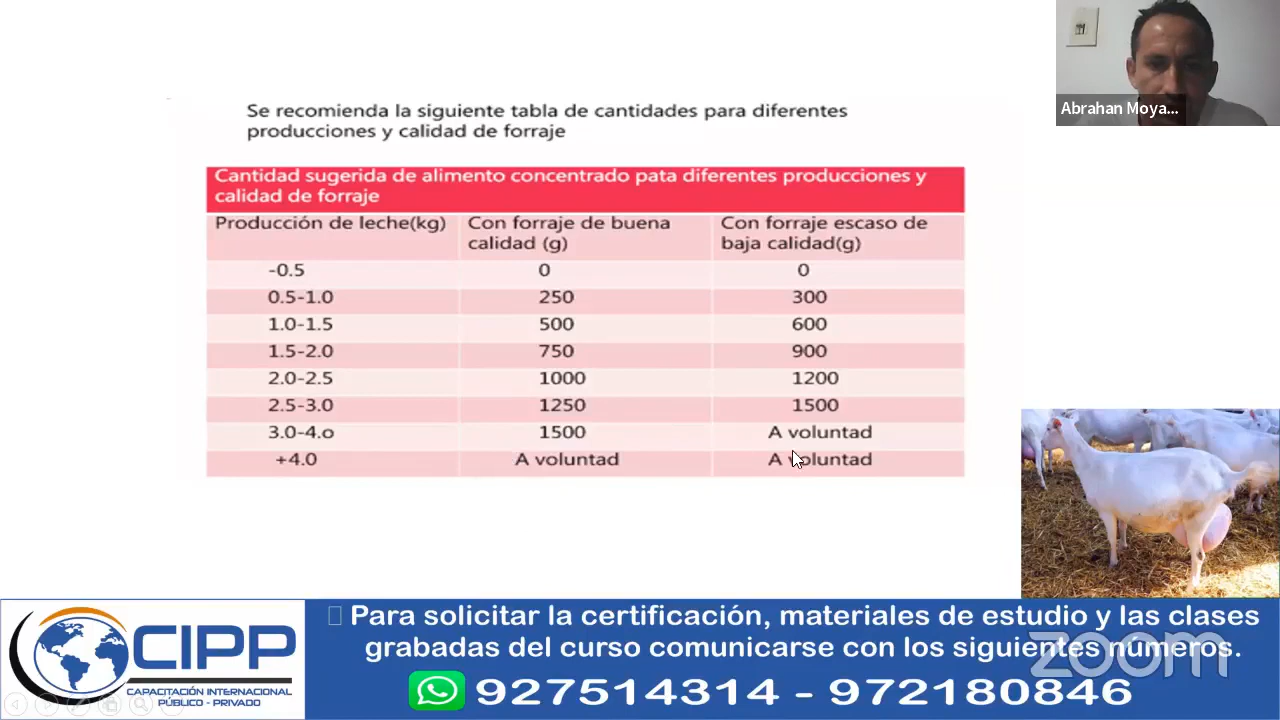 Abrahan Moya...
Se recomienda la siguiente tabla de cantidades para diferentes
producciones y calidad de forraje
Cantidad sugerida de alimento concentrado pata diferentes producciones y
calidad de forraje
Producción de leche(kg) Con forraje de buena calidad (g) Con forraje escaso de baja calidad(g)
-0.5 0 0
0.5-1.0 250 300
1.0-1.5 500 600
1.5-2.0 750 900
2.0-2.5 1000 1200
2.5-3.0 1250 1500
3.0-4.o 1500 A voluntad
+4.0 A voluntad A voluntad
CIPP
CAPACITACIÓN INTERNACIONAL
PÚBLICO - PRIVADO
Para solicitar la certificación, materiales de estudio y las clases
grabadas del curso comunicarse con los siguientes números.
927514314 - 972180846
zoom